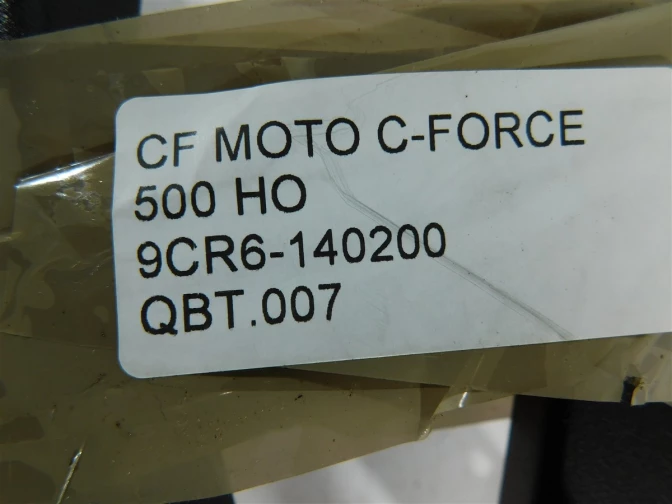 CF MOTO C-FORCE
500 HO
9CR6-140200
QBT.007